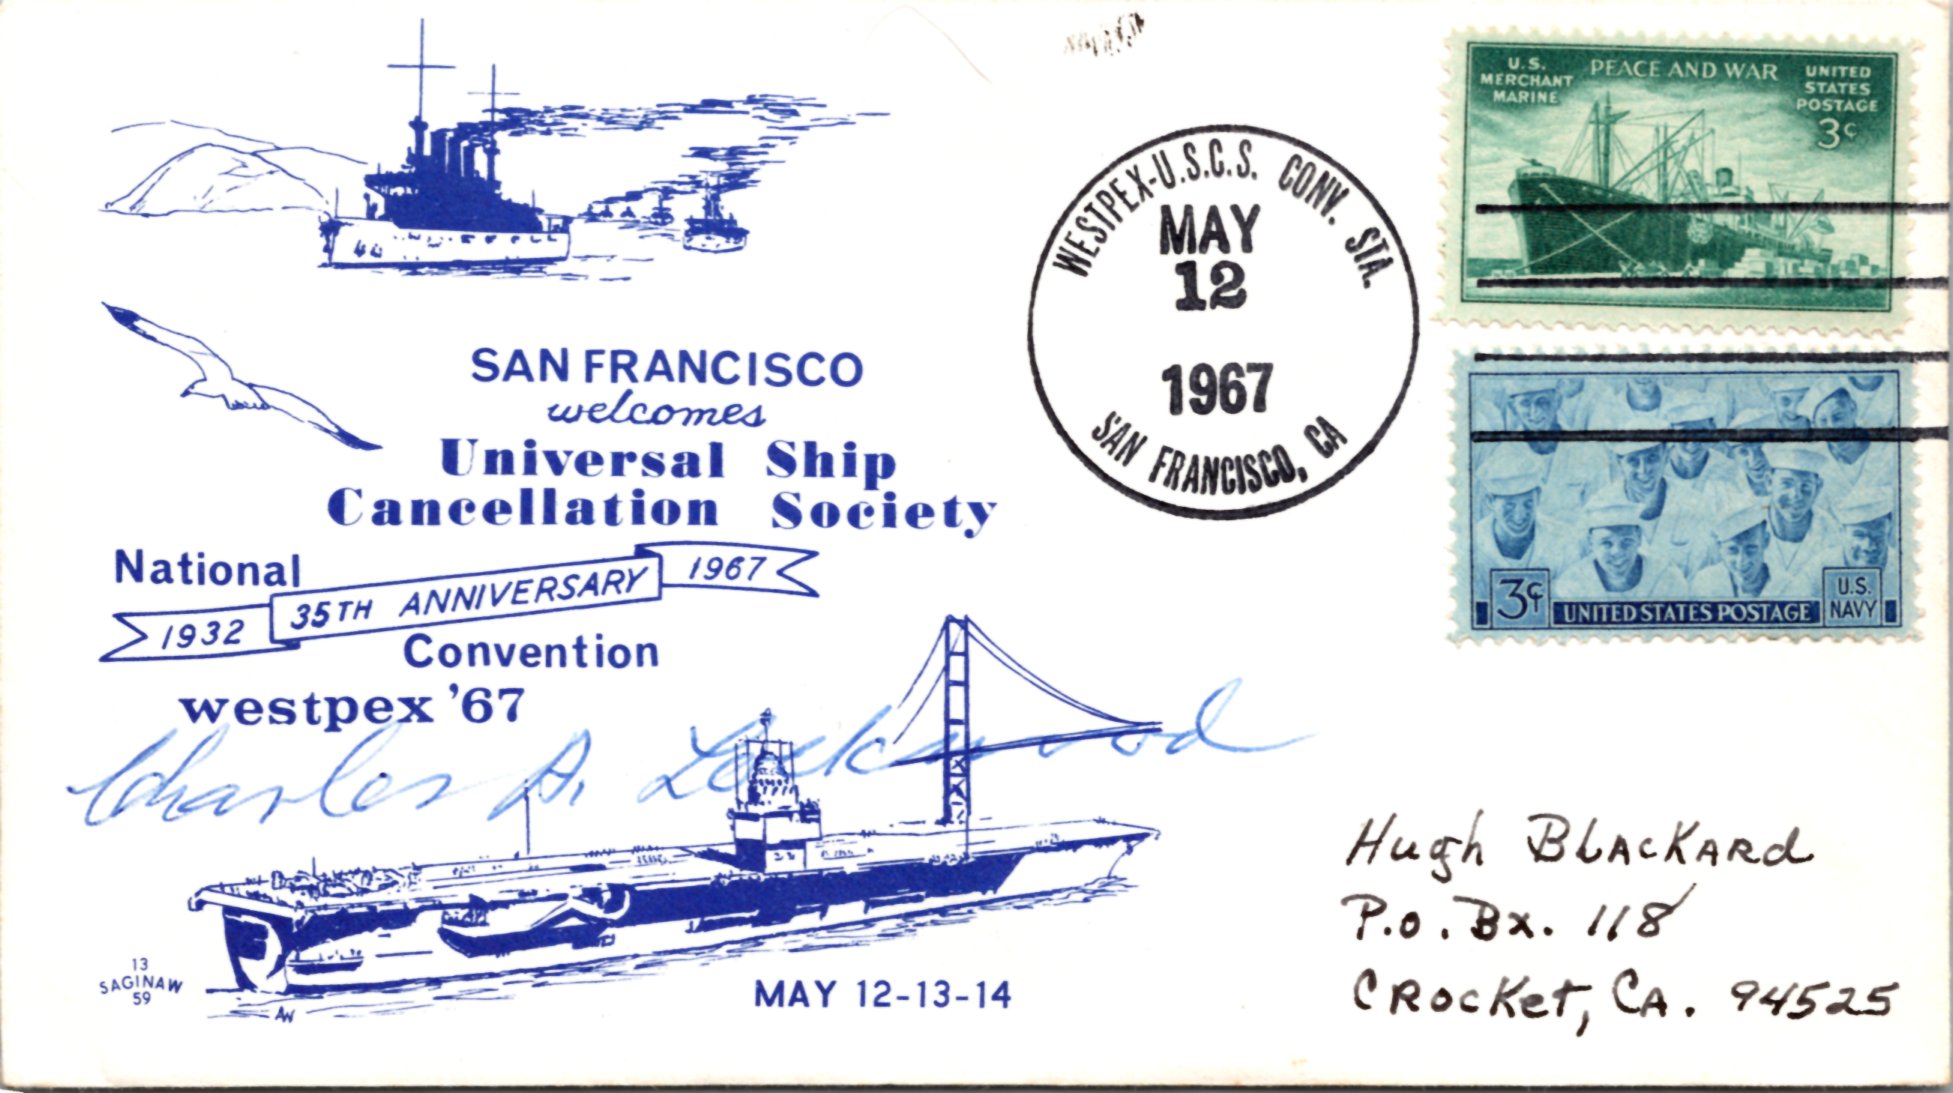 SAN FRANCISCO
welcomes
Universal Ship
Cancellation Society
National
1932 35TH ANNIVERSARY 1967
Convention
westpex '67
Charles A. Lockwood
13
SAGINAW
59
AW
MAY 12-13-14
WESTPEX-U.S.C.S. CONV. STA.
MAY
12
1967
SAN FRANCISCO, CA
U.S.
MERCHANT
MARINE
PEACE AND WAR
UNITED
STATES
POSTAGE
3¢
3¢
UNITED STATES POSTAGE
U.S.
NAVY
Hugh BLACKARd
P.O. Bx. 118
CROCKET, CA. 94525